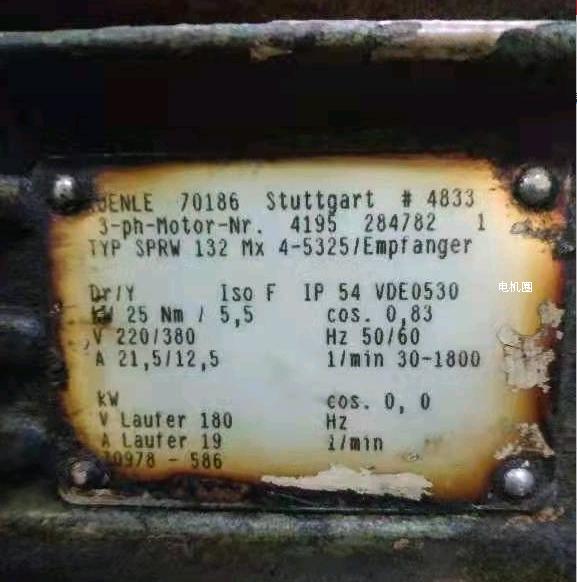 UENLE 70186 Stuttgart # 4833
3-ph-Motor-Nr. 4195 284782 1
TYP SPRW 132 Mx 4-5325/Empfanger
Dr/Y Iso F IP 54 VDE0530
kW 25 Nm / 5,5 cos. 0,83
V 220/380 Hz 50/60
A 21,5/12,5 1/min 30-1800
kW cos. 0, 0
V Laufer 180 Hz
A Laufer 19 1/min
30978 - 586
电机圈